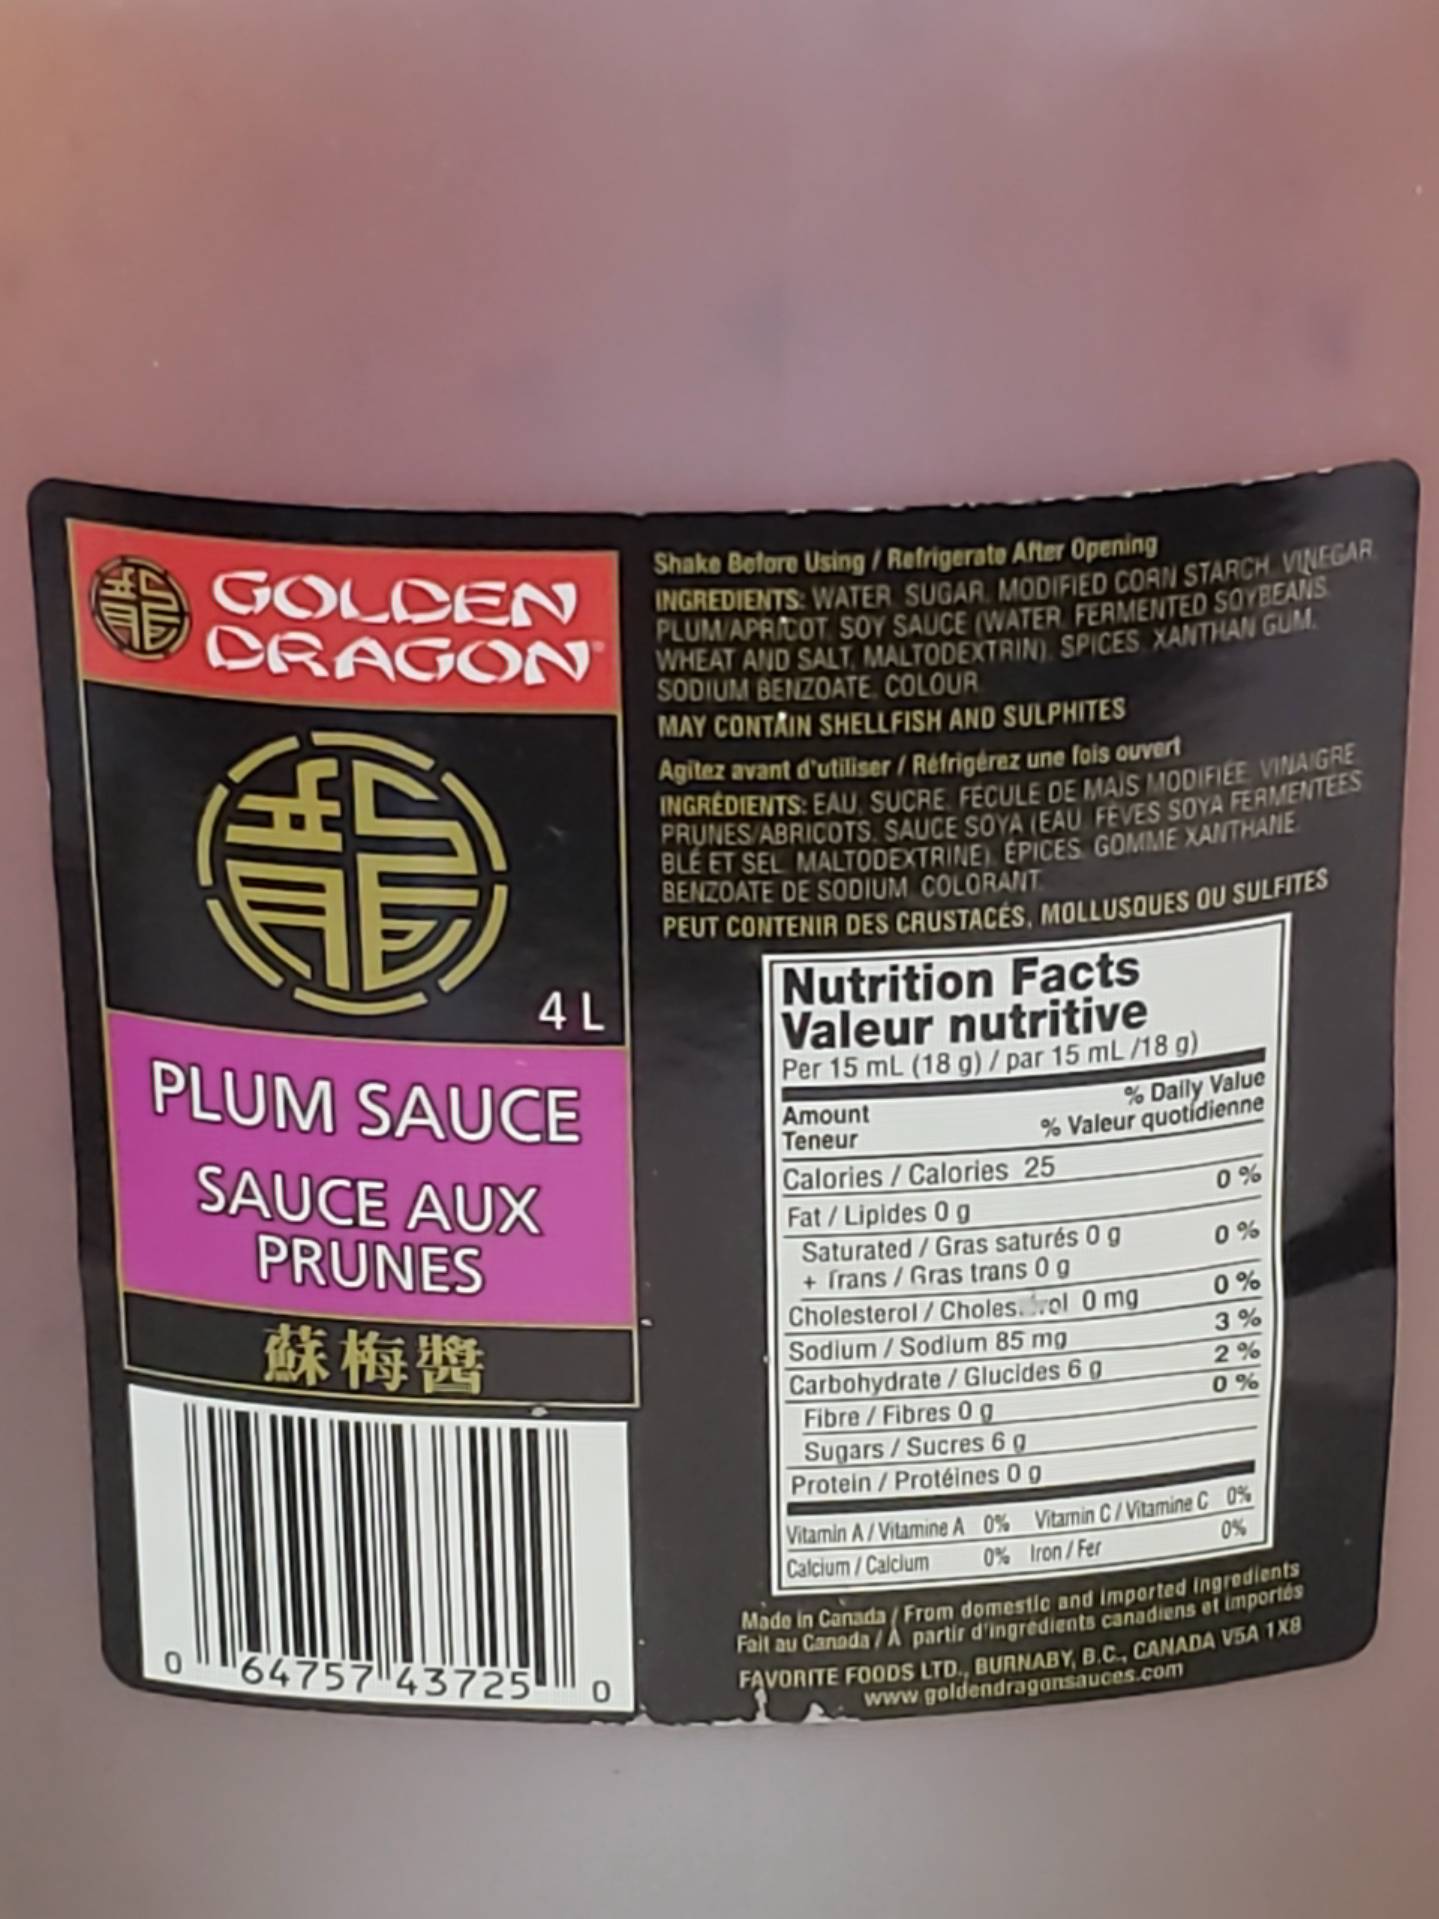 GOLDEN
DRAGON
4 L
PLUM SAUCE
SAUCE AUX
PRUNES
蘇梅醬
0 64757 43725 0
Shake Before Using / Refrigerate After Opening
INGREDIENTS: WATER, SUGAR, MODIFIED CORN STARCH, VINEGAR,
PLUM/APRICOT, SOY SAUCE (WATER, FERMENTED SOYBEANS,
WHEAT AND SALT, MALTODEXTRIN), SPICES, XANTHAN GUM,
SODIUM BENZOATE, COLOUR.
MAY CONTAIN SHELLFISH AND SULPHITES
Agitez avant d'utiliser / Réfrigérez une fois ouvert
INGRÉDIENTS: EAU, SUCRE, FÉCULE DE MAÏS MODIFIÉE, VINAIGRE,
PRUNES/ABRICOTS, SAUCE SOYA (EAU, FÈVES SOYA FERMENTÉES,
BLÉ ET SEL, MALTODEXTRINE), ÉPICES, GOMME XANTHANE,
BENZOATE DE SODIUM, COLORANT.
PEUT CONTENIR DES CRUSTACÉS, MOLLUSQUES OU SULFITES
Nutrition Facts
Valeur nutritive
Per 15 mL (18 g) / par 15 mL /18 g)
Amount % Daily Value
Teneur % Valeur quotidienne
Calories / Calories 25
Fat / Lipides 0 g 0 %
Saturated / Gras saturés 0 g
+ Trans / Gras trans 0 g 0 %
Cholesterol / 0 mg 0 %
Sodium / Sodium 85 mg 3 %
Carbohydrate / Glucides 6 g 2 %
Fibre / Fibres 0 g 0 %
Sugars / Sucres 6 g
Protein / Protéines 0 g
Vitamin A / Vitamine A 0% Vitamin C / Vitamine C 0%
Calcium / Calcium 0% Iron / Fer 0%
Made in Canada / From domestic and imported ingredients
Fait au Canada / À partir d'ingrédients canadiens et importés
FAVORITE FOODS LTD., BURNABY, B.C., CANADA V5A 1X8
www.goldendragonsauces.com